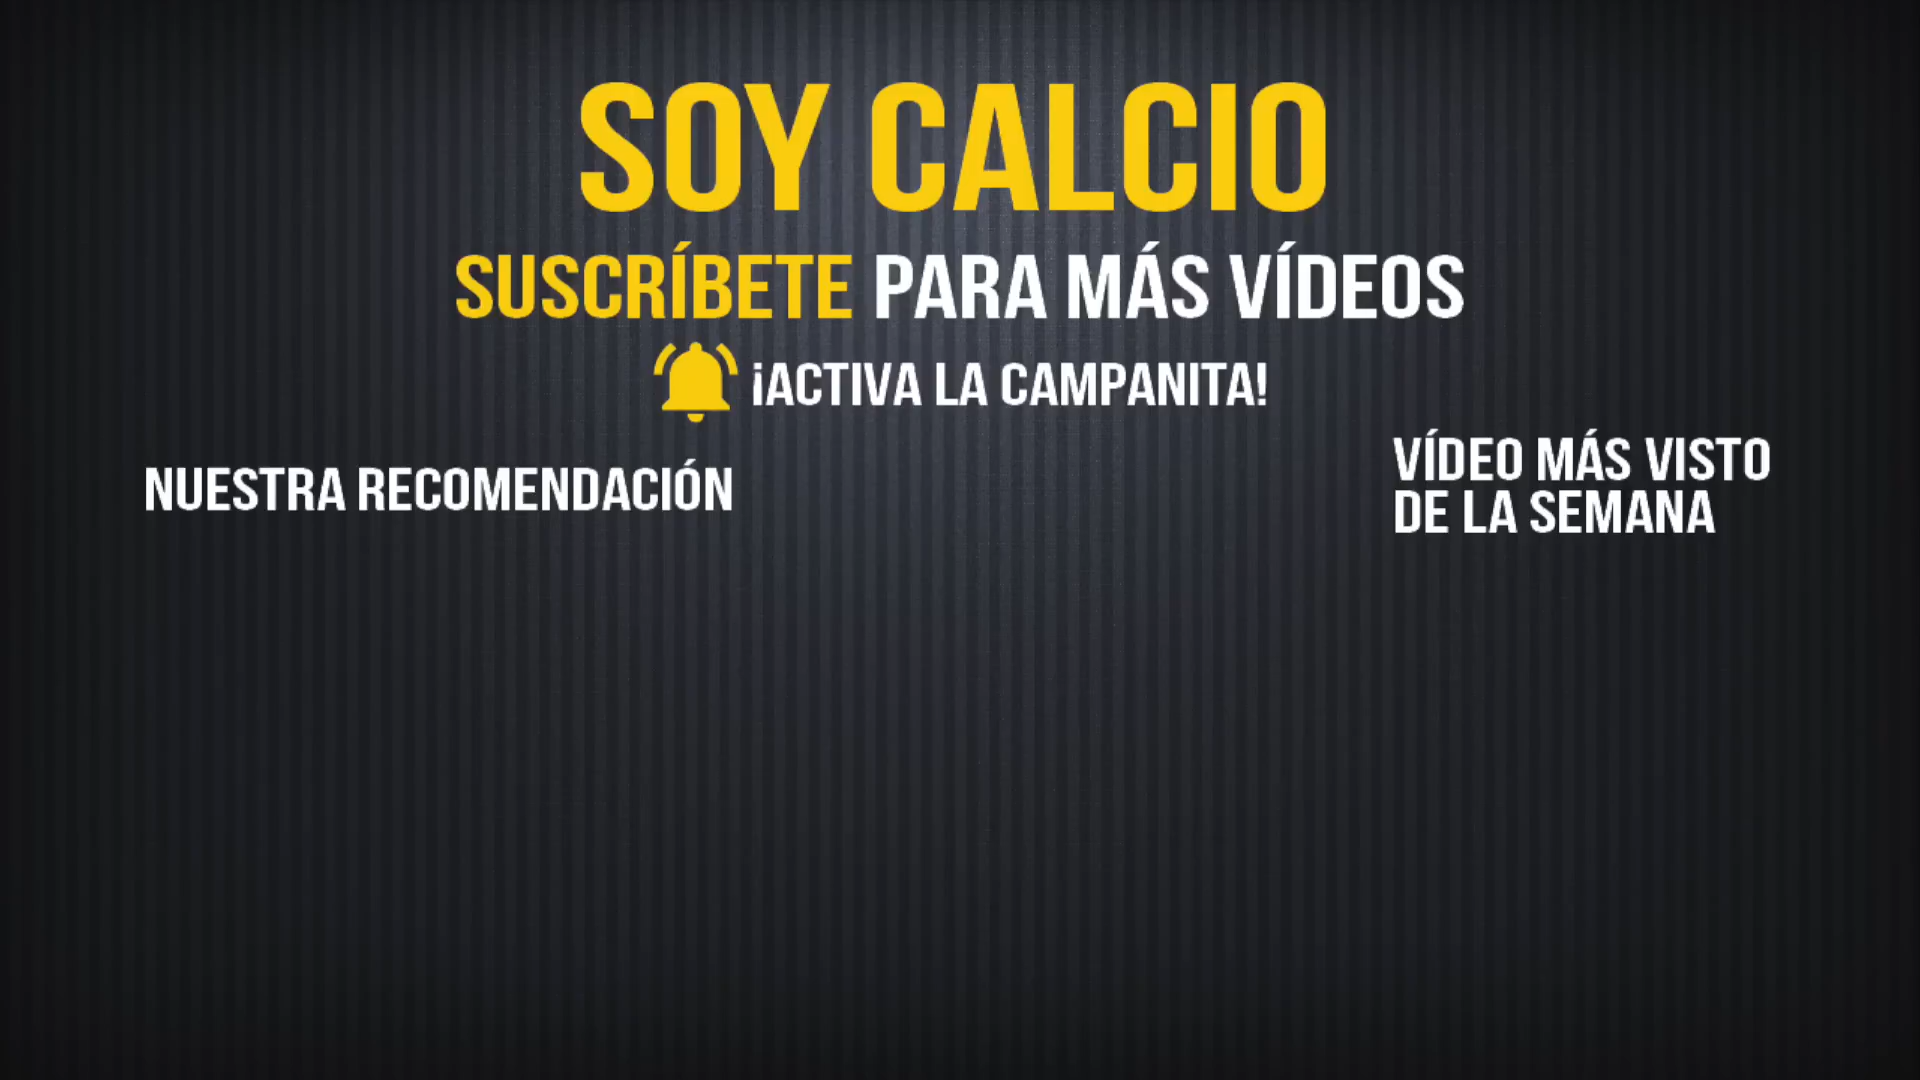 SOY CALCIO
SUSCRÍBETE PARA MÁS VÍDEOS
¡ACTIVA LA CAMPANITA!
NUESTRA RECOMENDACIÓN
VÍDEO MÁS VISTO
DE LA SEMANA